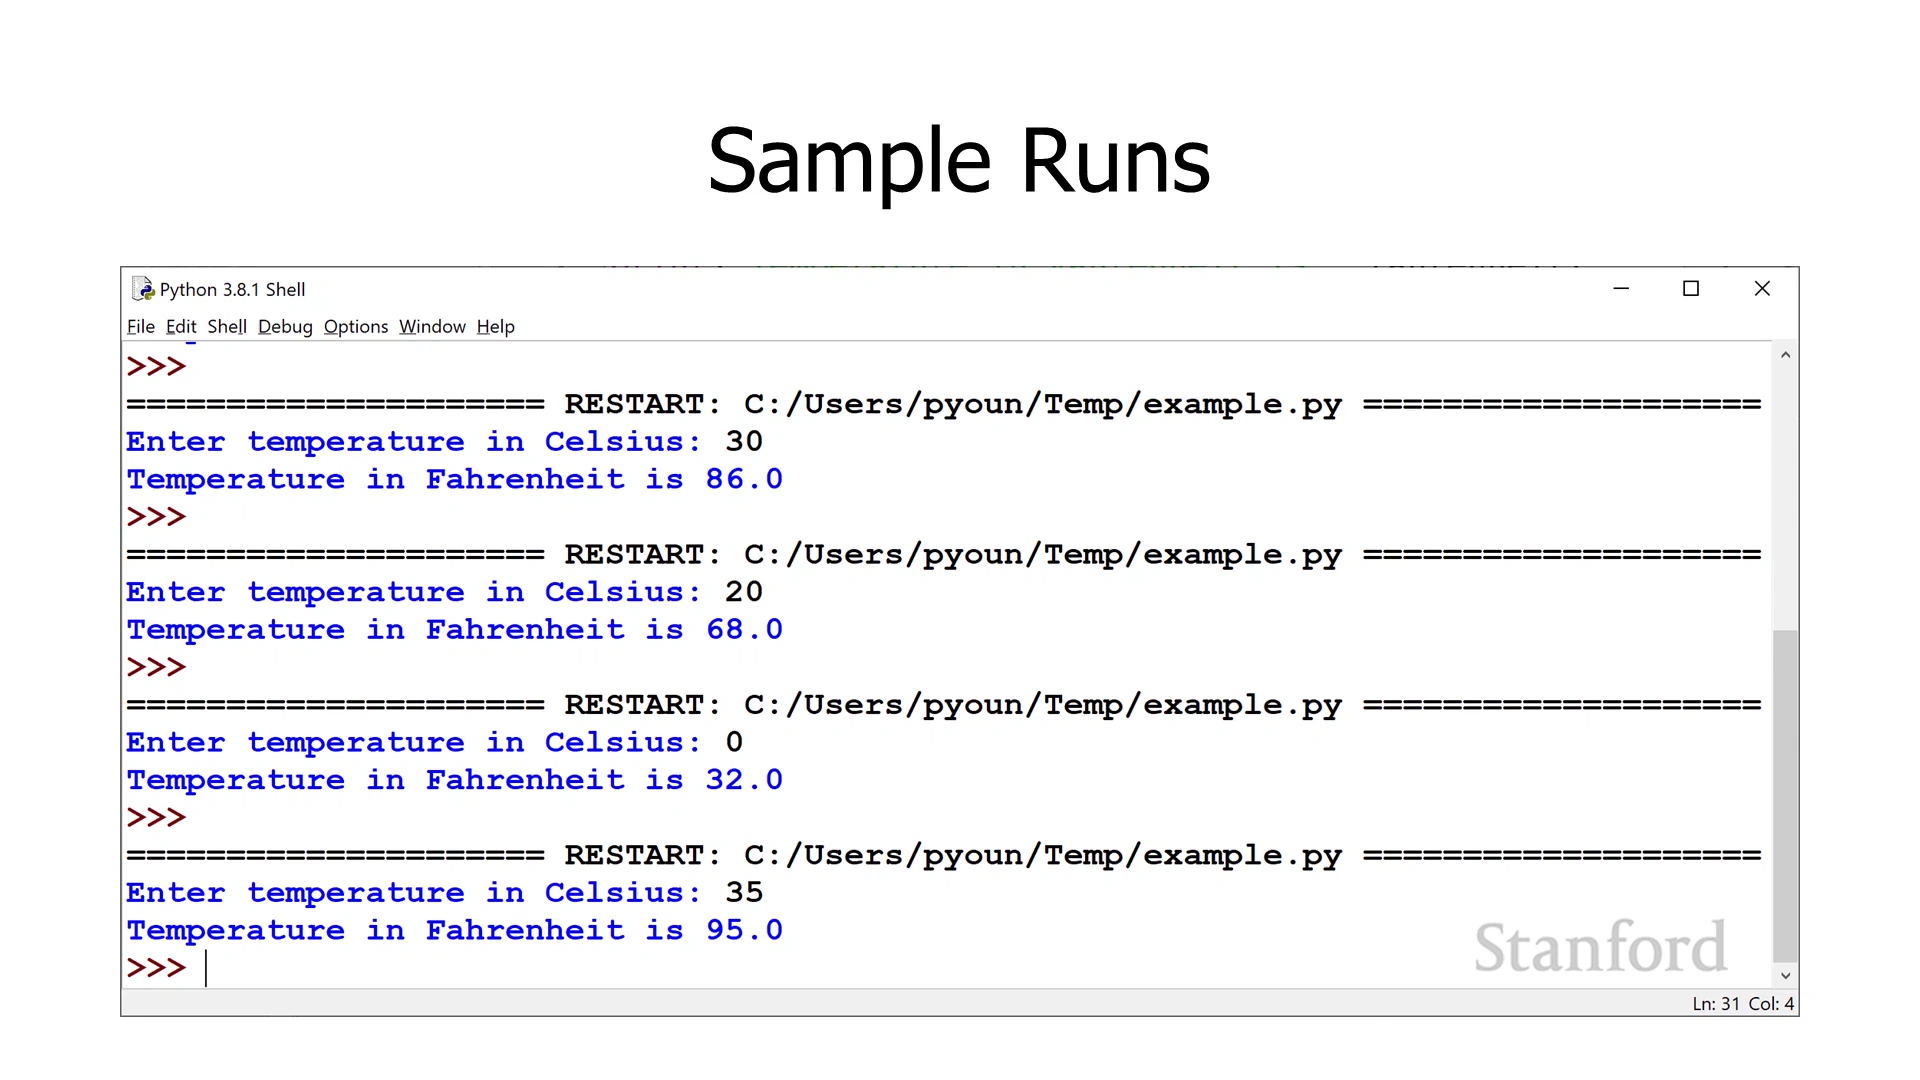 Sample Runs
Python 3.8.1 Shell
File Edit Shell Debug Options Window Help
>>>
===================== RESTART: C:/Users/pyoun/Temp/example.py ====================
Enter temperature in Celsius: 30
Temperature in Fahrenheit is 86.0
>>>
===================== RESTART: C:/Users/pyoun/Temp/example.py ====================
Enter temperature in Celsius: 20
Temperature in Fahrenheit is 68.0
>>>
===================== RESTART: C:/Users/pyoun/Temp/example.py ====================
Enter temperature in Celsius: 0
Temperature in Fahrenheit is 32.0
>>>
===================== RESTART: C:/Users/pyoun/Temp/example.py ====================
Enter temperature in Celsius: 35
Temperature in Fahrenheit is 95.0
>>>
Stanford
Ln: 31 Col: 4